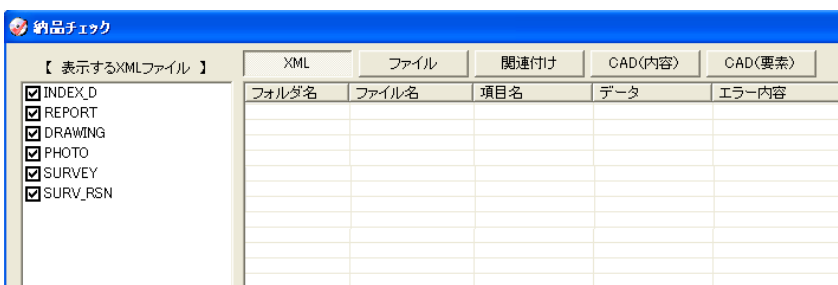 納品チェック
【 表示するXMLファイル 】
XML ファイル 関連付け CAD(内容) CAD(要素)
フォルダ名 ファイル名 項目名 データ エラー内容
INDEX_D
REPORT
DRAWING
PHOTO
SURVEY
SURV_RSN